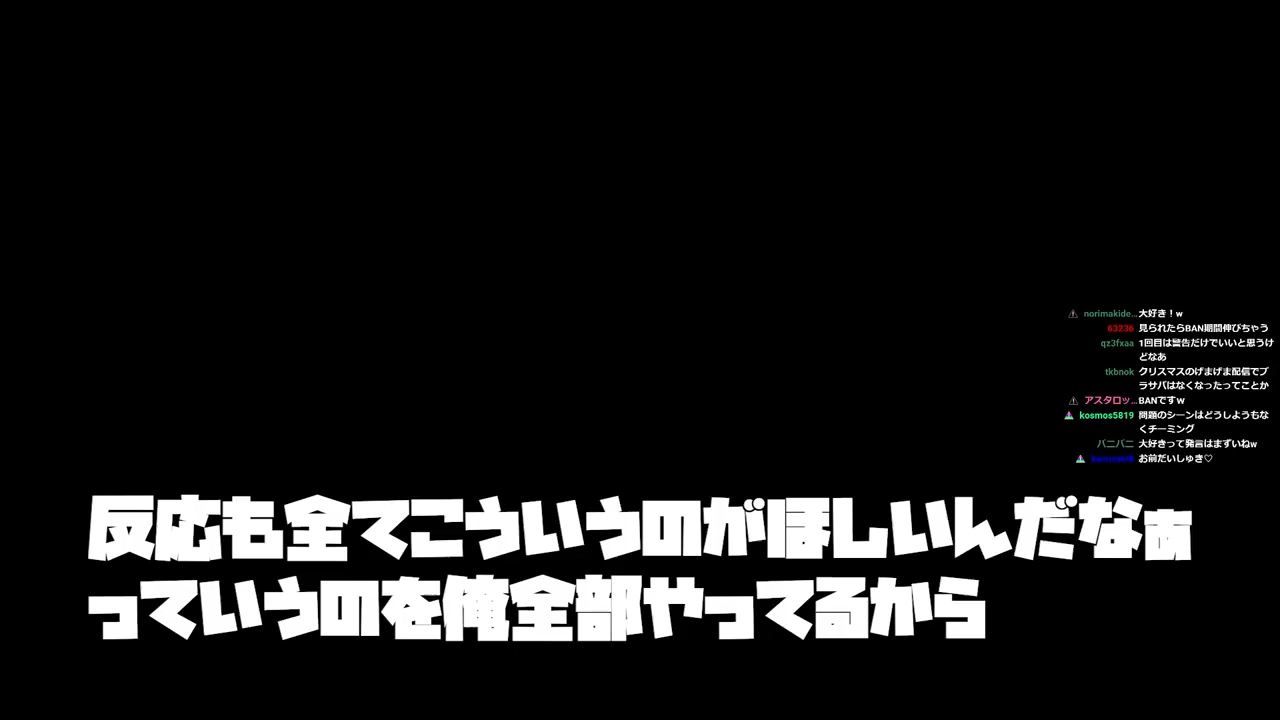 norimakide…大好き！w
63236 見られたらBAN期間伸びちゃう
qz3fxaa 1回目は警告だけでいいと思うけ
どなあ
tkbnok クリスマスのげまげま配信でブ
ラサバはなくなったってことか
アスタロッ…BANですw
kosmos5819 問題のシーンはどうしようもな
くチーミング
バニバニ 大好きって発言はまずいねw
お前だいしゅき♡
反応も全てこういうのがほしいんだなぁ
っていうのを俺全部やってるから